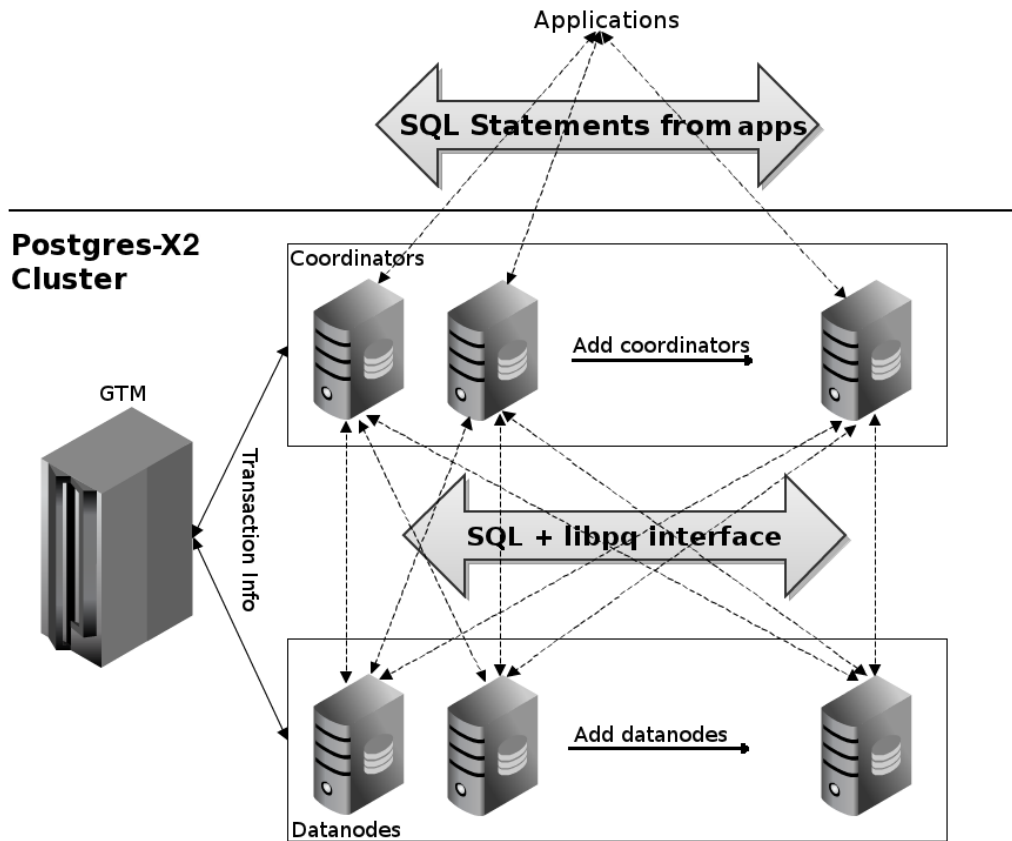 Applications
SQL Statements from apps
Postgres-X2
Cluster
Coordinators
Add coordinators
GTM
Transaction Info
SQL + libpq interface
Add datanodes
Datanodes